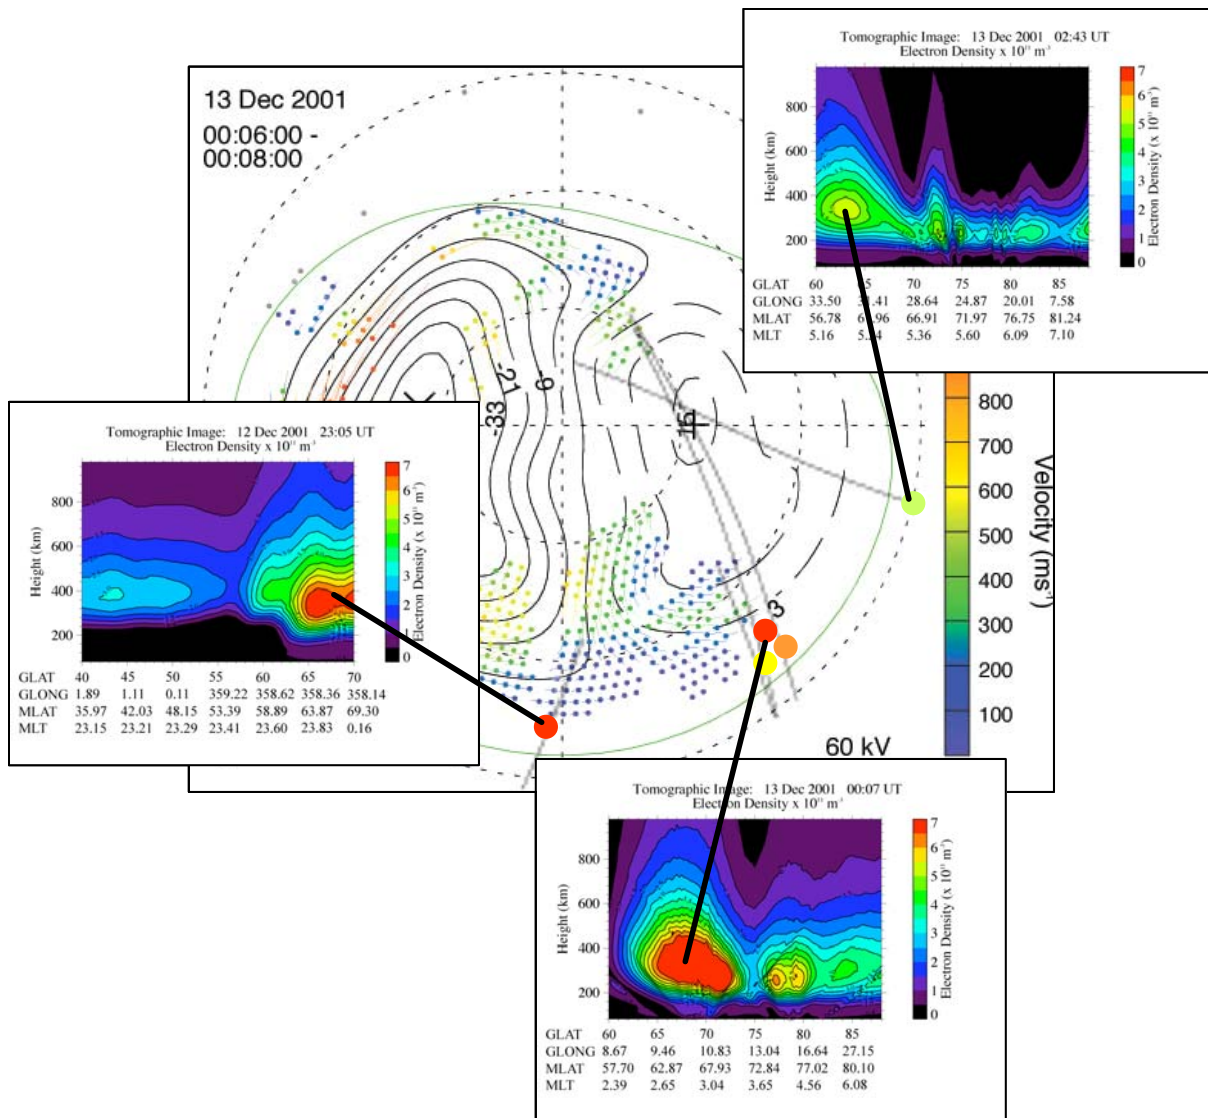 Tomographic Image: 13 Dec 2001 02:43 UT
Electron Density x 10¹¹ m⁻³
800
600
400
200
Height (km)
7
6
5
4
3
2
1
0
Electron Density (x 10¹¹ m⁻³)
GLAT 60 65 70 75 80 85
GLONG 33.50 28.64 24.87 20.01 7.58
MLAT 56.78 66.91 71.97 76.75 81.24
MLT 5.16 5.36 5.60 6.09 7.10
13 Dec 2001
00:06:00 -
00:08:00
-21
-9
-33
15
3
60 kV
800
700
600
500
400
300
200
100
Velocity (ms⁻¹)
Tomographic Image: 12 Dec 2001 23:05 UT
Electron Density x 10¹¹ m⁻³
800
600
400
200
Height (km)
7
6
5
4
3
2
1
0
Electron Density (x 10¹¹ m⁻³)
GLAT 40 45 50 55 60 65 70
GLONG 1.89 1.11 0.11 359.22 358.62 358.36 358.14
MLAT 35.97 42.03 48.15 53.39 58.89 63.87 69.30
MLT 23.15 23.21 23.29 23.41 23.60 23.83 0.16
Tomographic Image: 13 Dec 2001 00:07 UT
Electron Density x 10¹¹ m⁻³
800
600
400
200
Height (km)
7
6
5
4
3
2
1
0
Electron Density (x 10¹¹ m⁻³)
GLAT 60 65 70 75 80 85
GLONG 8.67 9.46 10.83 13.04 16.64 27.15
MLAT 57.70 62.87 67.93 72.84 77.02 80.10
MLT 2.39 2.65 3.04 3.65 4.56 6.08